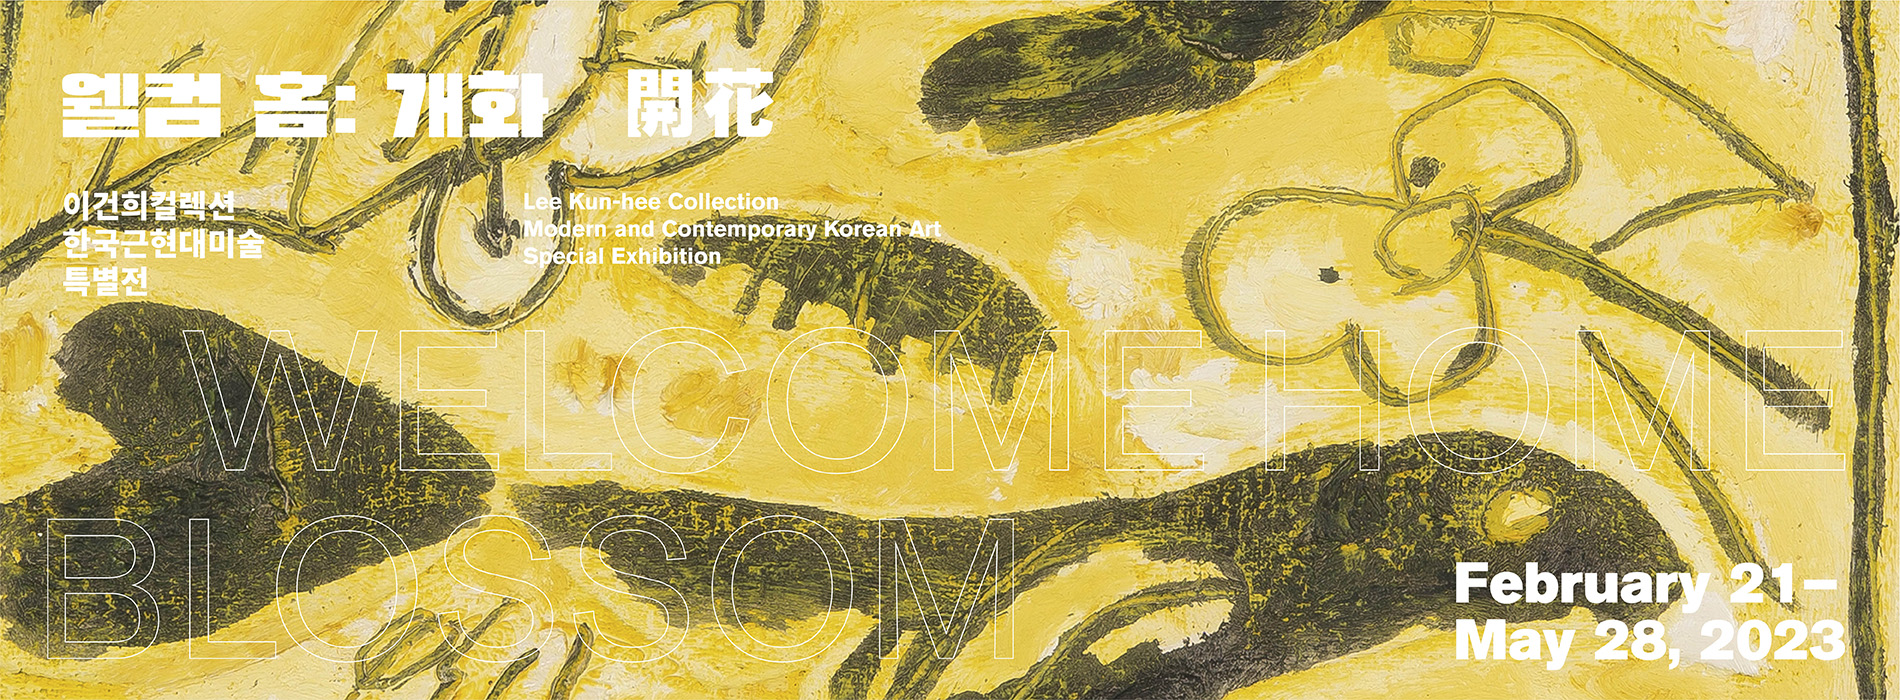 웰컴 홈: 개화 開花
이건희컬렉션
한국근현대미술
특별전
Lee Kun-hee Collection
Modern and Contemporary Korean Art
Special Exhibition
WELCOME HOME
BLOSSOM
February 21–
May 28, 2023